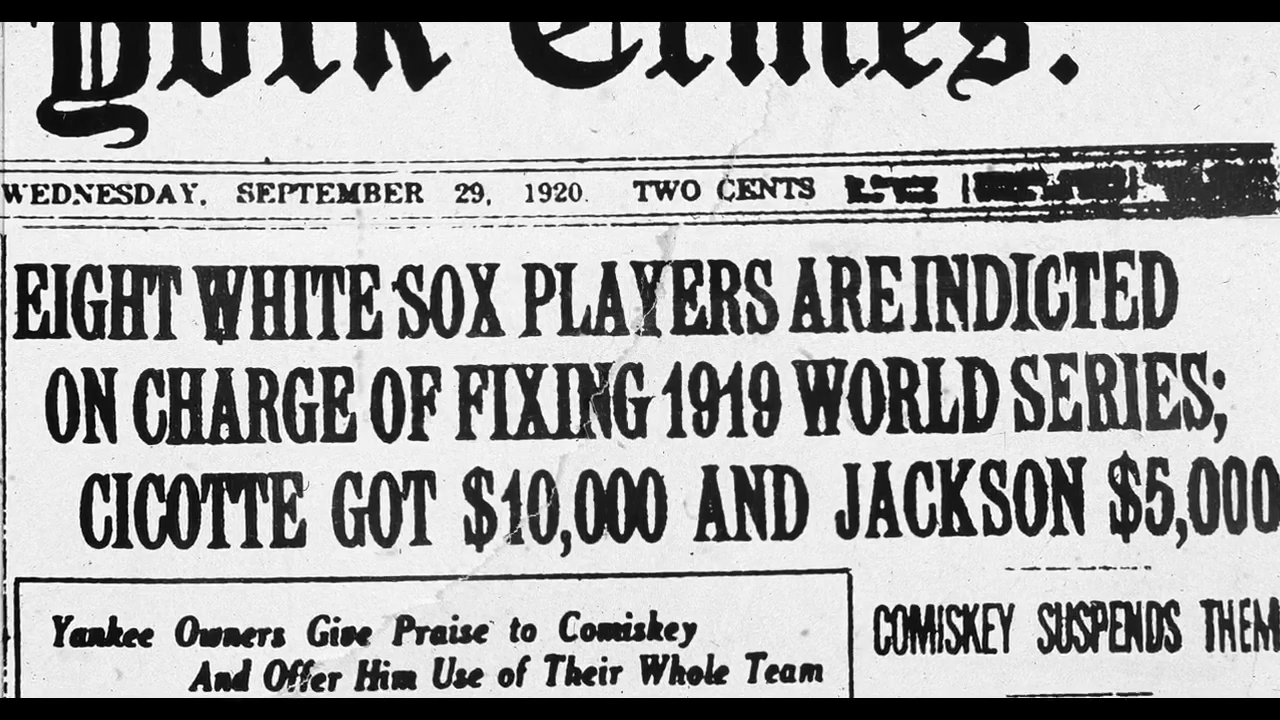 York Times.
WEDNESDAY, SEPTEMBER 29, 1920. TWO CENTS
EIGHT WHITE SOX PLAYERS ARE INDICTED
ON CHARGE OF FIXING 1919 WORLD SERIES;
CICOTTE GOT $10,000 AND JACKSON $5,000
Yankee Owners Give Praise to Comiskey
And Offer Him Use of Their Whole Team
COMISKEY SUSPENDS THEM